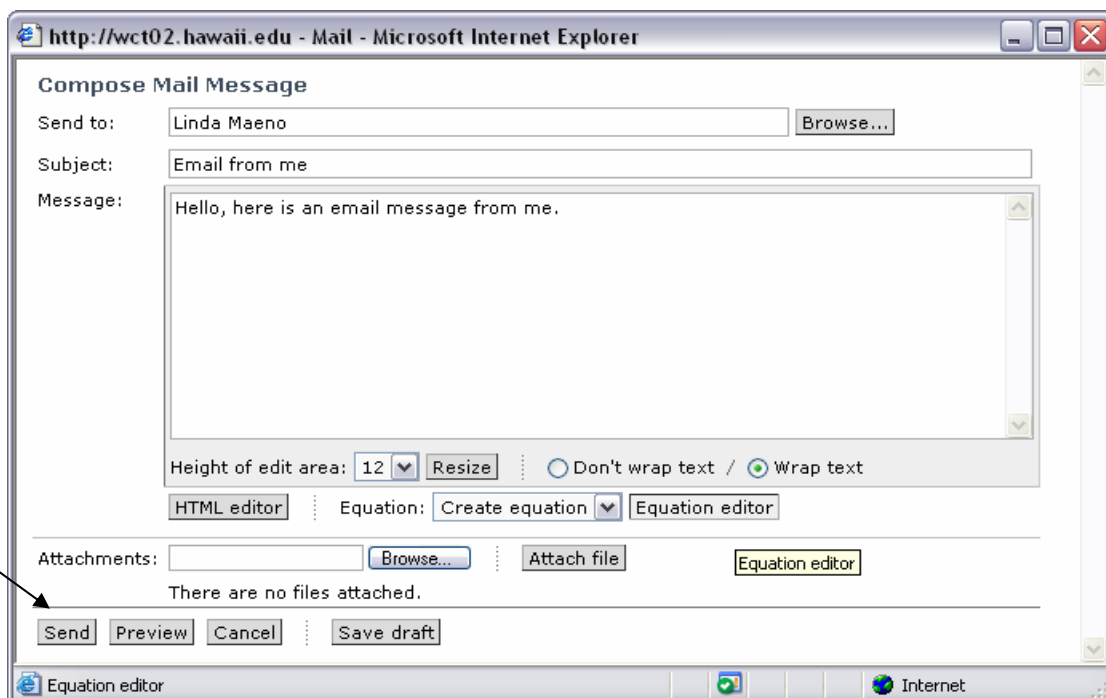 http://wct02.hawaii.edu - Mail - Microsoft Internet Explorer
Compose Mail Message
Send to: Linda Maeno Browse...
Subject: Email from me
Message: Hello, here is an email message from me.
Height of edit area: 12 Resize Don't wrap text / Wrap text
HTML editor Equation: Create equation Equation editor
Attachments: Browse... Attach file Equation editor
There are no files attached.
Send Preview Cancel Save draft
Equation editor Internet